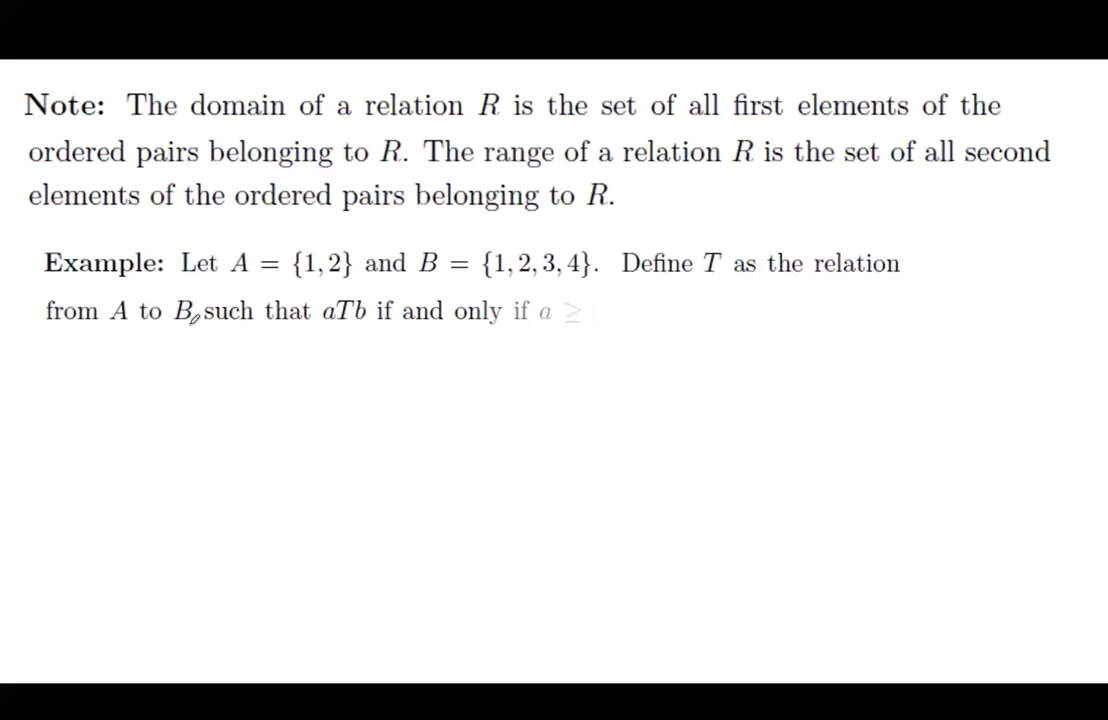 Note: The domain of a relation R is the set of all first elements of the
ordered pairs belonging to R. The range of a relation R is the set of all second
elements of the ordered pairs belonging to R.
Example: Let A = {1, 2} and B = {1, 2, 3, 4}. Define T as the relation
from A to B, such that aTb if and only if a ≥